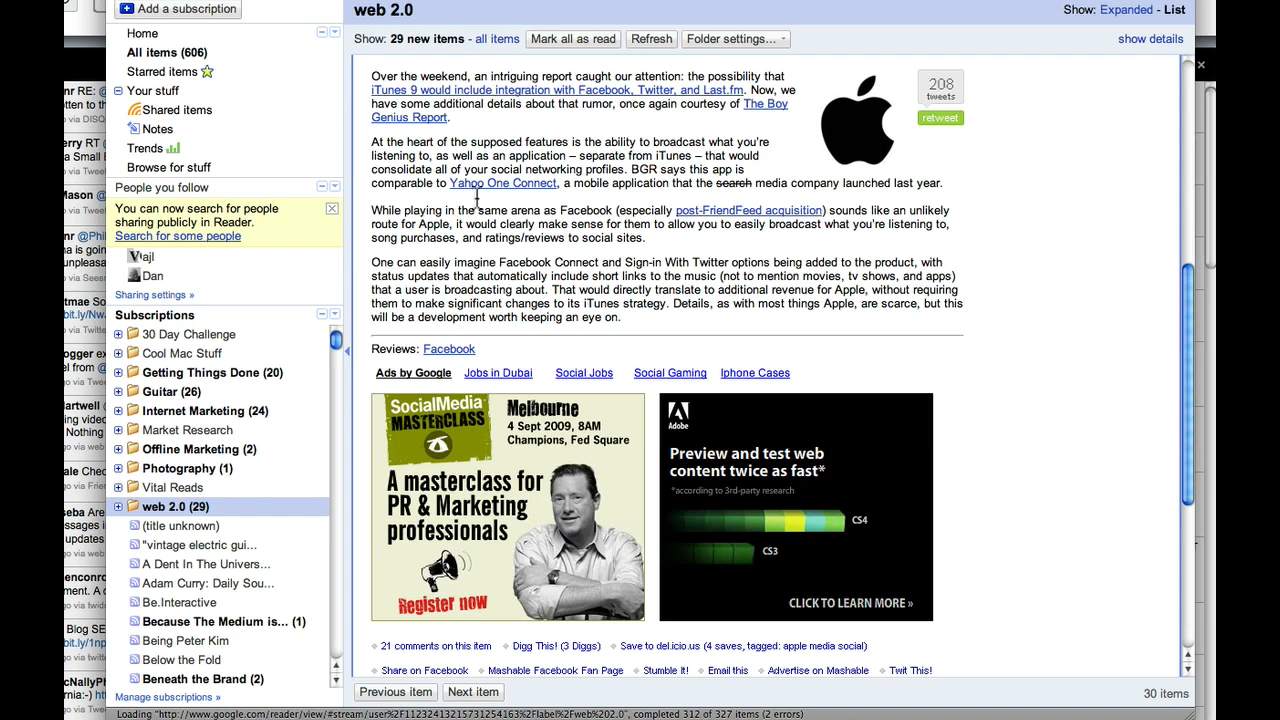 Add a subscription
web 2.0
Show: Expanded - List
Home
All items (606)
Starred items
Your stuff
Shared items
Notes
Trends
Browse for stuff
Show: 29 new items - all items
Mark all as read
Refresh
Folder settings...
show details
Over the weekend, an intriguing report caught our attention: the possibility that
iTunes 9 would include integration with Facebook, Twitter, and Last.fm. Now, we
have some additional details about that rumor, once again courtesy of The Boy
Genius Report.
208
tweets
retweet
At the heart of the supposed features is the ability to broadcast what you're
listening to, as well as an application – separate from iTunes – that would
consolidate all of your social networking profiles. BGR says this app is
comparable to Yahoo One Connect, a mobile application that the search media company launched last year.
While playing in the same arena as Facebook (especially post-FriendFeed acquisition) sounds like an unlikely
route for Apple, it would clearly make sense for them to allow you to easily broadcast what you're listening to,
song purchases, and ratings/reviews to social sites.
One can easily imagine Facebook Connect and Sign-in With Twitter options being added to the product, with
status updates that automatically include short links to the music (not to mention movies, tv shows, and apps)
that a user is broadcasting about. That would directly translate to additional revenue for Apple, without requiring
them to make significant changes to its iTunes strategy. Details, as with most things Apple, are scarce, but this
will be a development worth keeping an eye on.
Reviews: Facebook
Ads by Google
Jobs in Dubai
Social Jobs
Social Gaming
Iphone Cases
SocialMedia
MASTERCLASS
Melbourne
4 Sept 2009, 8AM
Champions, Fed Square
A masterclass for
PR & Marketing
professionals
Register now
Adobe
Preview and test web
content twice as fast*
*according to 3rd-party research
CS4
CS3
CLICK TO LEARN MORE »
21 comments on this item
Digg This! (3 Diggs)
Save to del.icio.us (4 saves, tagged: apple media social)
Share on Facebook
Mashable Facebook Fan Page
Stumble It!
Email this
Advertise on Mashable
Twit This!
Previous item
Next item
30 items
People you follow
You can now search for people
sharing publicly in Reader.
Search for some people
ajl
Dan
Sharing settings »
Subscriptions
30 Day Challenge
Cool Mac Stuff
Getting Things Done (20)
Guitar (26)
Internet Marketing (24)
Market Research
Offline Marketing (2)
Photography (1)
Vital Reads
web 2.0 (29)
(title unknown)
"vintage electric gui...
A Dent In The Univers...
Adam Curry: Daily Sou...
Be.Interactive
Because The Medium is... (1)
Being Peter Kim
Below the Fold
Beneath the Brand (2)
Manage subscriptions »
Loading "http://www.google.com/reader/view/#stream/user%2F11232413215731254163%2Flabel%2Fweb%202.0", completed 312 of 327 items (2 errors)